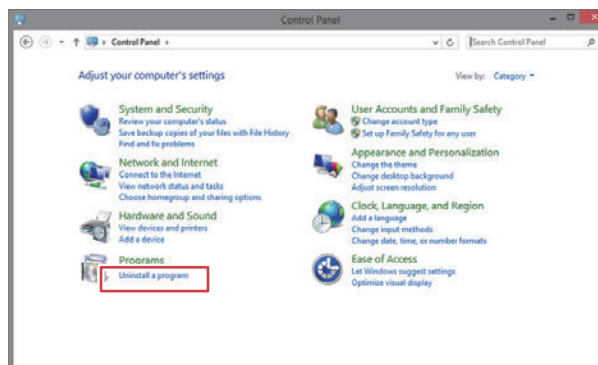 Control Panel
Control Panel
Search Control Panel
Adjust your computer's settings
View by: Category
System and Security
Review your computer's status
Save backup copies of your files with File History
Find and fix problems
Network and Internet
Connect to the Internet
View network status and tasks
Choose homegroup and sharing options
Hardware and Sound
View devices and printers
Add a device
Programs
Uninstall a program
User Accounts and Family Safety
Change account type
Set up Family Safety for any user
Appearance and Personalization
Change the theme
Change desktop background
Adjust screen resolution
Clock, Language, and Region
Add a language
Change input methods
Change date, time, or number formats
Ease of Access
Let Windows suggest settings
Optimize visual display